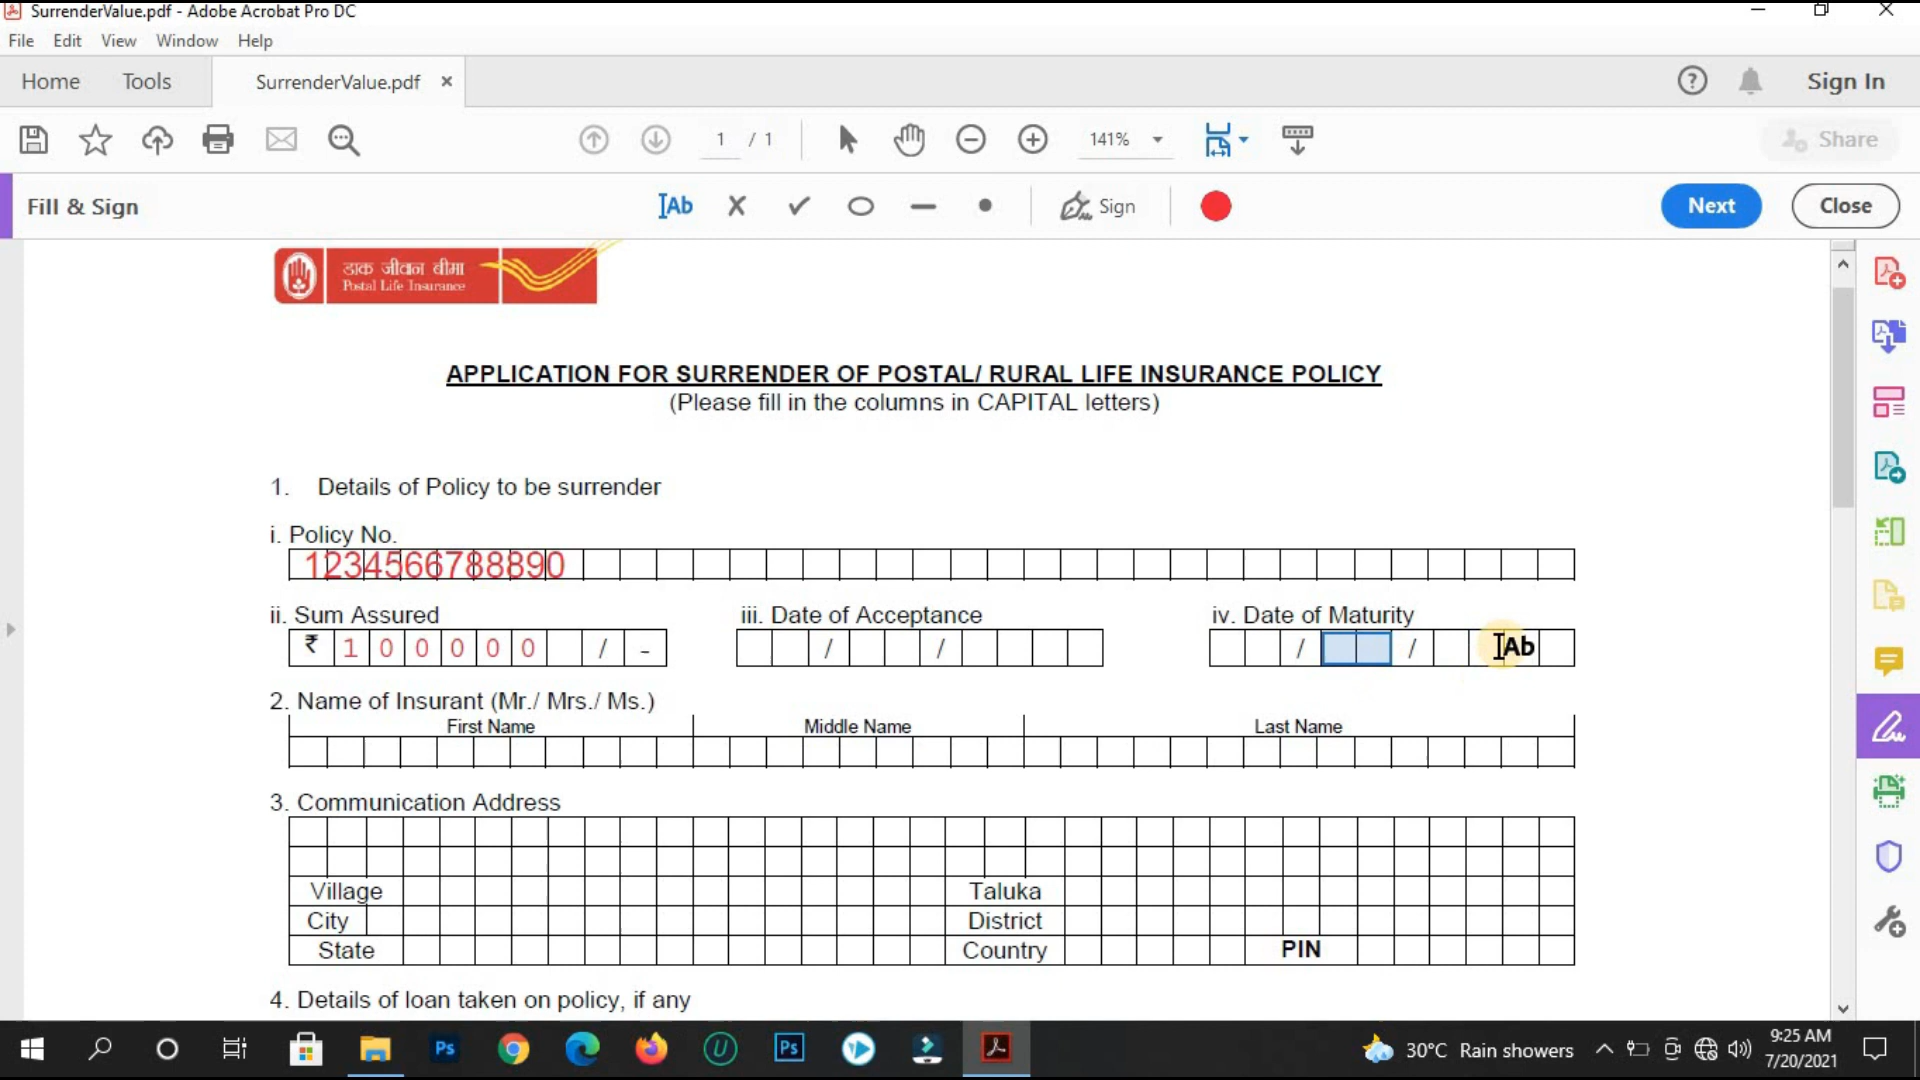 SurrenderValue.pdf - Adobe Acrobat Pro DC
File Edit View Window Help
Home Tools SurrenderValue.pdf × ? Sign In
1 / 1 141% Share
Fill & Sign Ab Sign Next Close
डाक जीवन बीमा
Postal Life Insurance
APPLICATION FOR SURRENDER OF POSTAL/ RURAL LIFE INSURANCE POLICY
(Please fill in the columns in CAPITAL letters)
1. Details of Policy to be surrender
i. Policy No.
1234566788890
ii. Sum Assured iii. Date of Acceptance iv. Date of Maturity
₹ 1 0 0 0 0 0 / - / / / / Ab
2. Name of Insurant (Mr./ Mrs./ Ms.)
First Name Middle Name Last Name
3. Communication Address
Village Taluka
City District
State Country PIN
4. Details of loan taken on policy, if any
Ps U Ps 30°C Rain showers 9:25 AM
7/20/2021